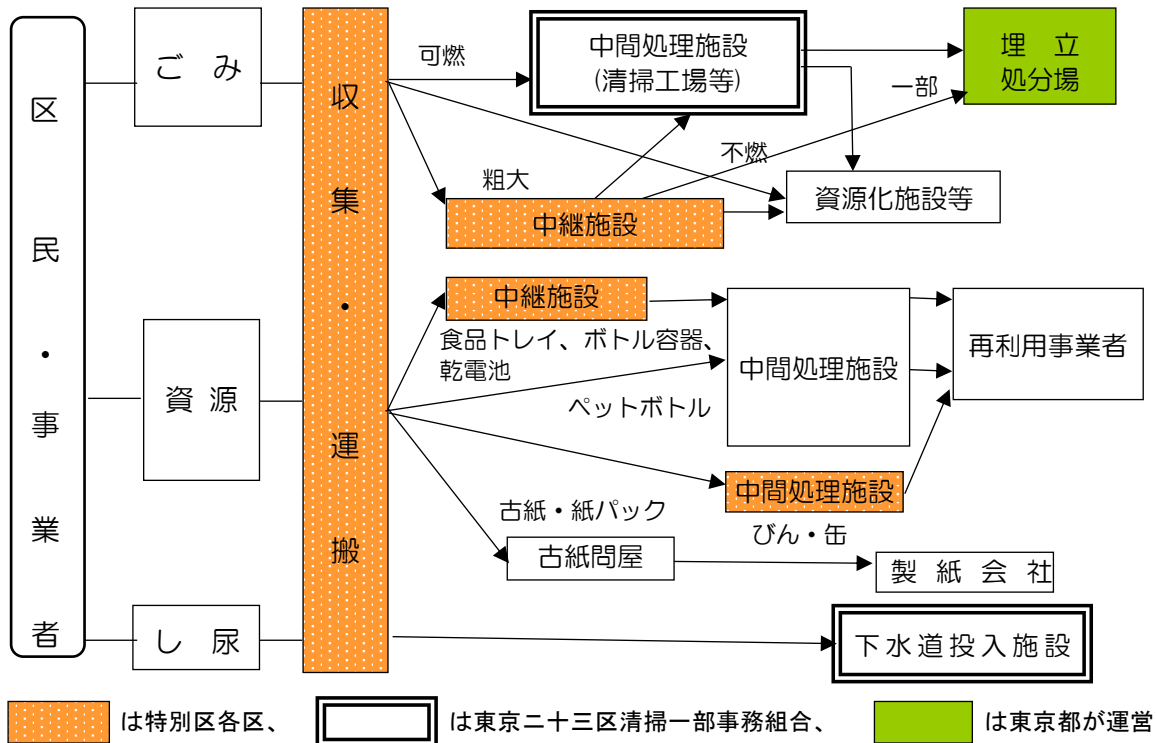 区民・事業者
ごみ
資源
し尿
収集・運搬
可燃
中間処理施設
(清掃工場等)
埋立
処分場
一部
不燃
粗大
中継施設
資源化施設等
中継施設
食品トレイ、ボトル容器、
乾電池
中間処理施設
再利用事業者
ペットボトル
中間処理施設
びん・缶
古紙・紙パック
古紙問屋
製紙会社
下水道投入施設
は特別区各区、
は東京二十三区清掃一部事務組合、
は東京都が運営